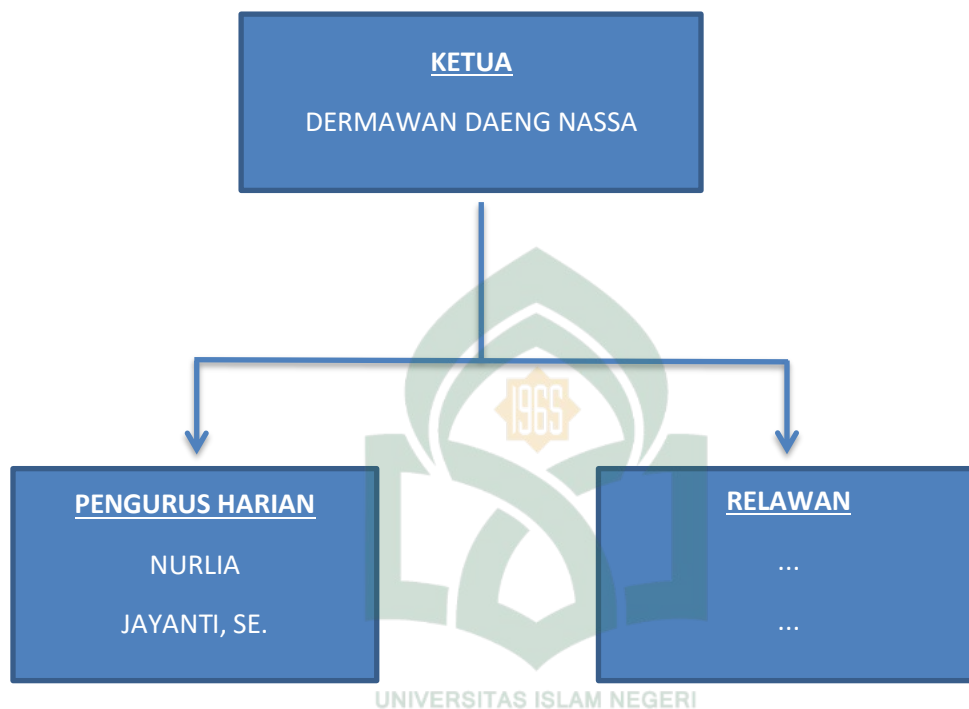 KETUA
DERMAWAN DAENG NASSA
1965
PENGURUS HARIAN
NURLIA
JAYANTI, SE.
RELAWAN
...
...
UNIVERSITAS ISLAM NEGERI